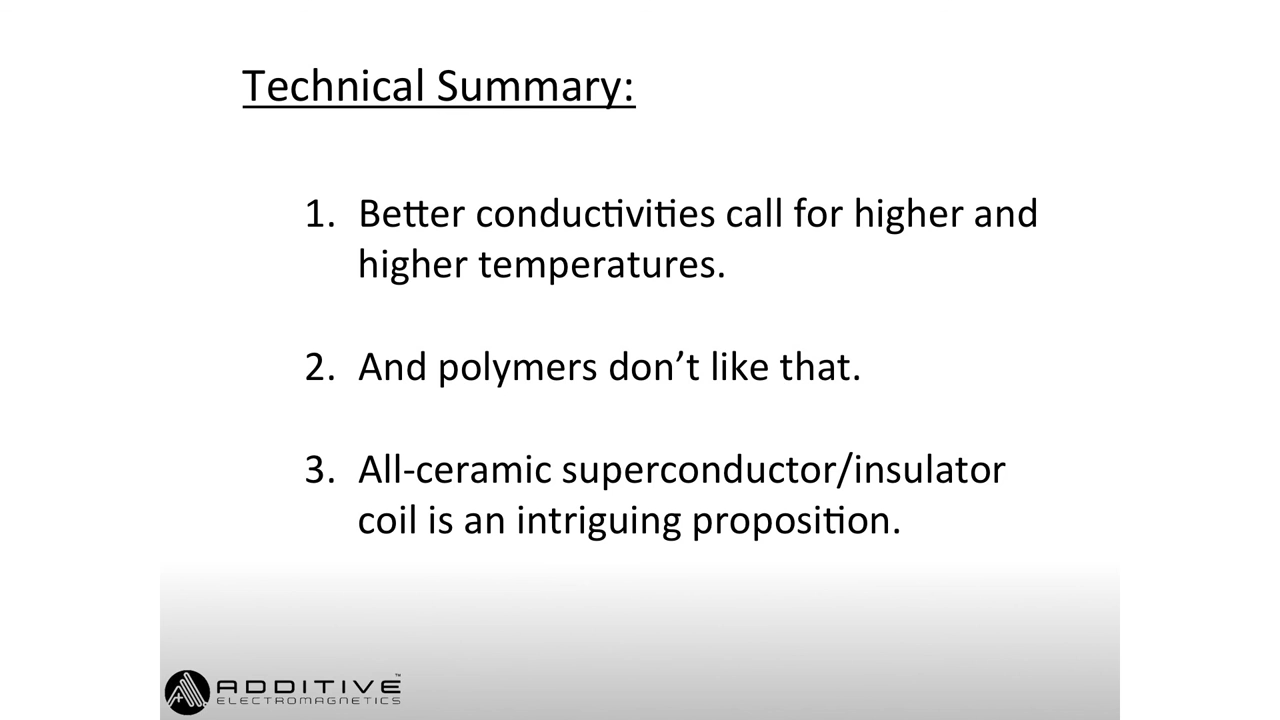 Technical Summary:
1. Better conductivities call for higher and
higher temperatures.
2. And polymers don’t like that.
3. All-ceramic superconductor/insulator
coil is an intriguing proposition.
ADDITIVE™
ELECTROMAGNETICS